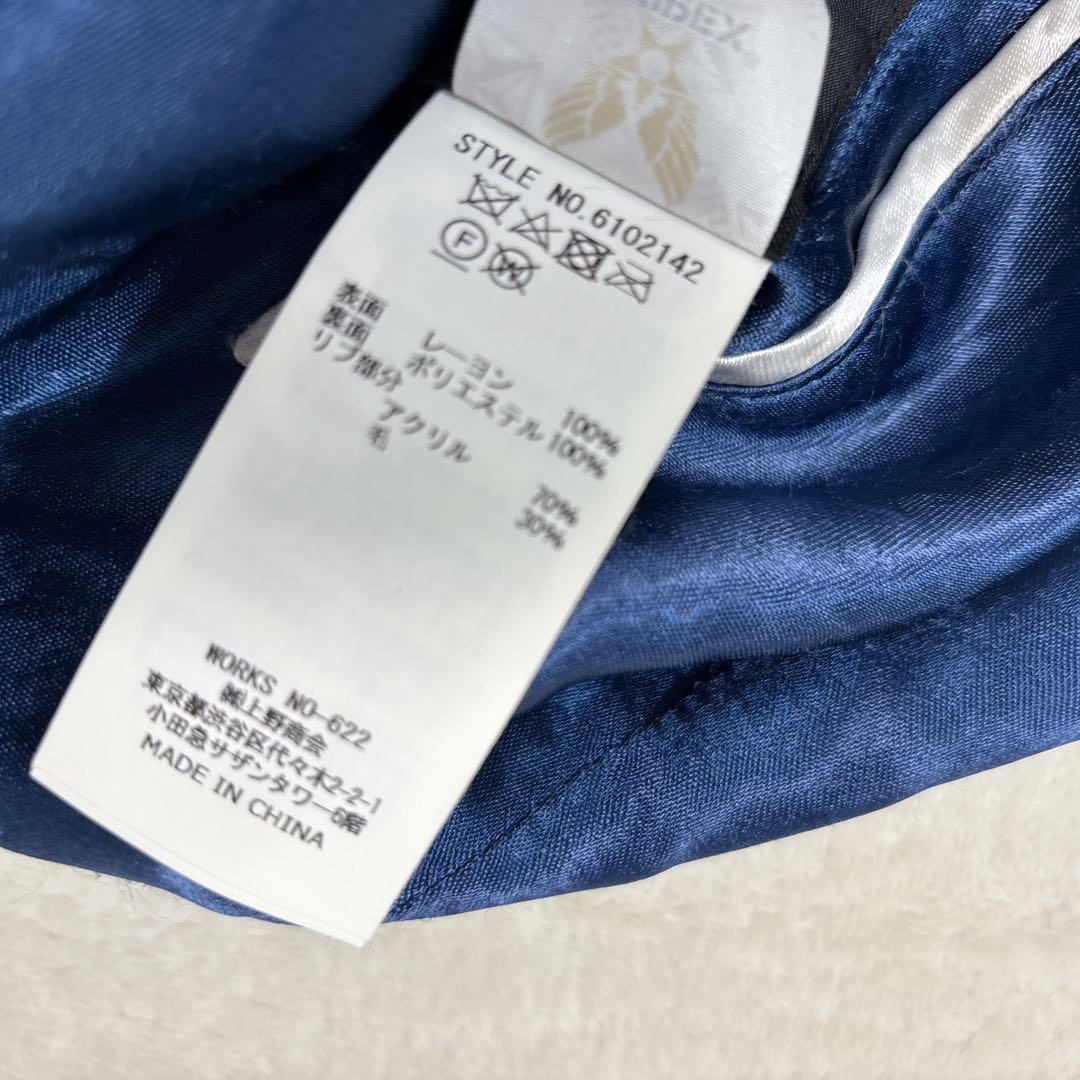 STYLE NO.6102142
F
W
表面 レーヨン 100%
裏面 ポリエステル 100%
リブ部分
アクリル 70%
毛 30%
WORKS NO-622
㈱上野商会
東京都渋谷区代々木2-2-1
小田急サザンタワー6階
MADE IN CHINA